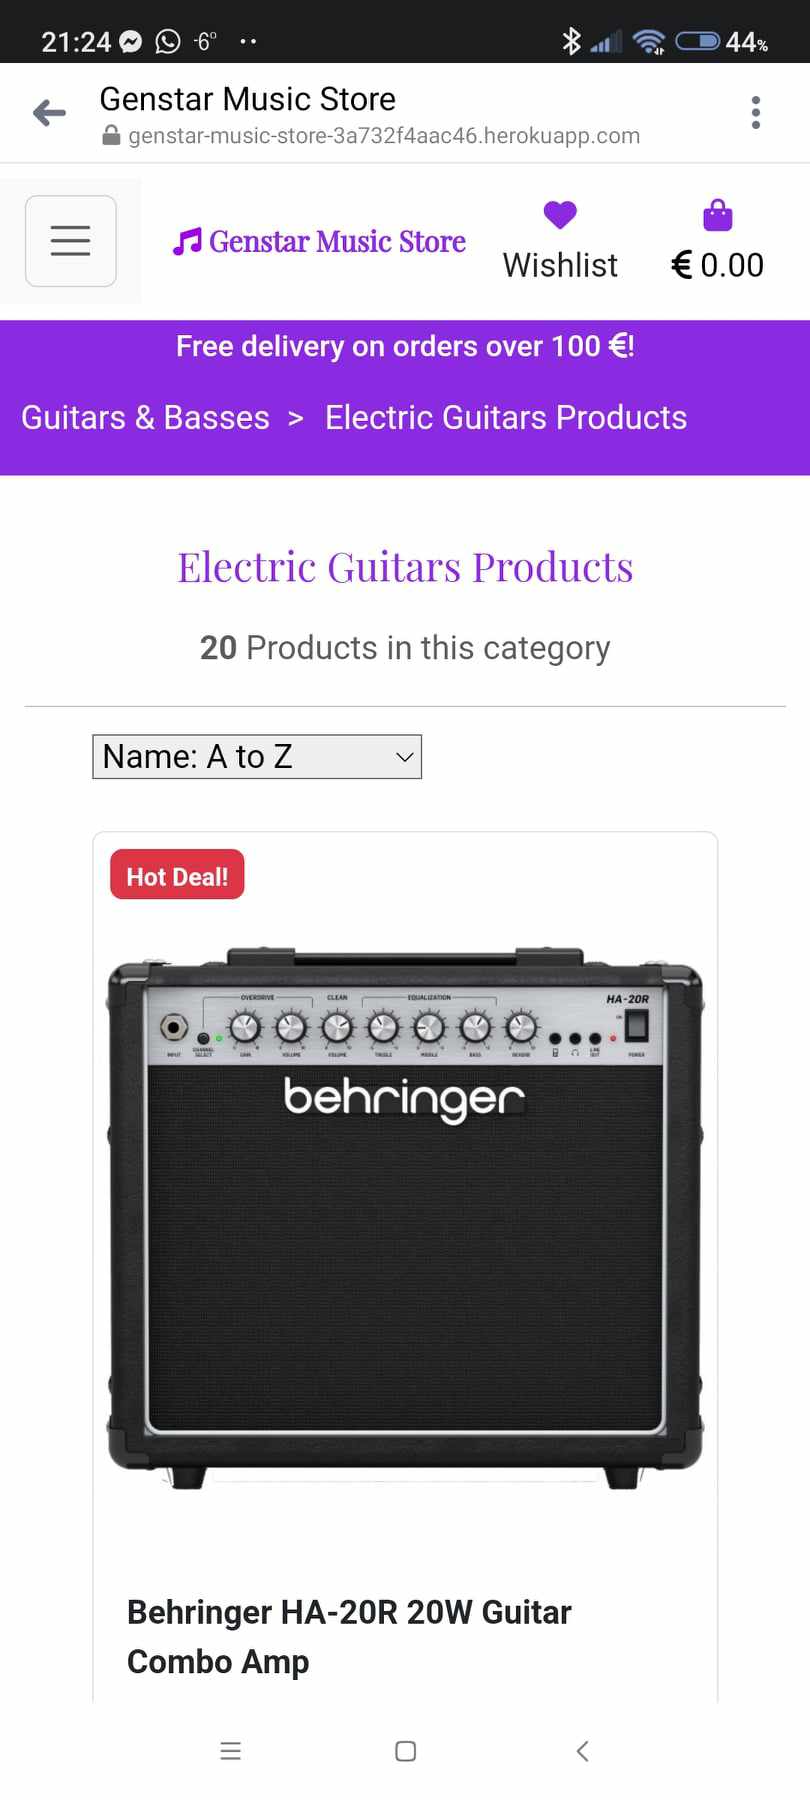 21:24 -6° 44%
Genstar Music Store
genstar-music-store-3a732f4aac46.herokuapp.com
Genstar Music Store
Wishlist
€ 0.00
Free delivery on orders over 100 €!
Guitars & Basses > Electric Guitars Products
Electric Guitars Products
20 Products in this category
Name: A to Z
Hot Deal!
OVERDRIVE CLEAN EQUALIZATION HA-20R
INPUT CHANNEL SELECT GAIN VOLUME VOLUME TREBLE MIDDLE BASS REVERB LINE OUT POWER
behringer
Behringer HA-20R 20W Guitar
Combo Amp